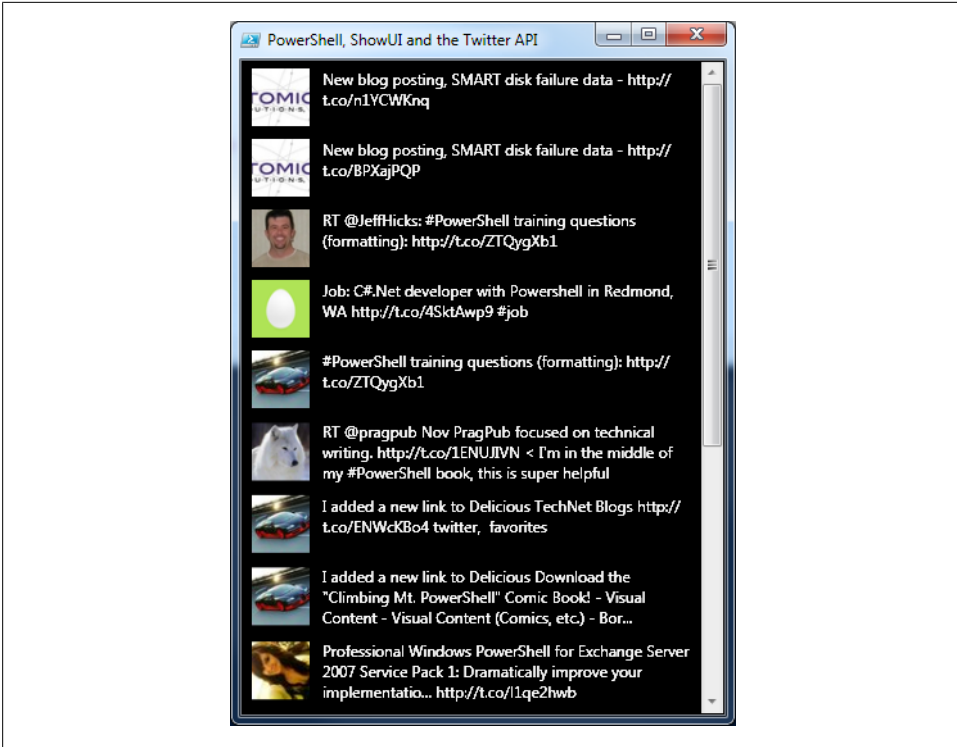 PowerShell, ShowUI and the Twitter API
TOMIC
UTIONS,
New blog posting, SMART disk failure data - http://
t.co/n1YCWKnq
TOMIC
UTIONS,
New blog posting, SMART disk failure data - http://
t.co/BPXajPQP
RT @JeffHicks: #PowerShell training questions
(formatting): http://t.co/ZTQygXb1
Job: C#.Net developer with Powershell in Redmond,
WA http://t.co/4SktAwp9 #job
#PowerShell training questions (formatting): http://
t.co/ZTQygXb1
RT @pragpub Nov PragPub focused on technical
writing. http://t.co/1ENUJIVN < I'm in the middle of
my #PowerShell book, this is super helpful
I added a new link to Delicious TechNet Blogs http://
t.co/ENWcKBo4 twitter,  favorites
I added a new link to Delicious Download the
"Climbing Mt. PowerShell" Comic Book! - Visual
Content - Visual Content (Comics, etc.) - Bor...
Professional Windows PowerShell for Exchange Server
2007 Service Pack 1: Dramatically improve your
implementatio... http://t.co/I1qe2hwb